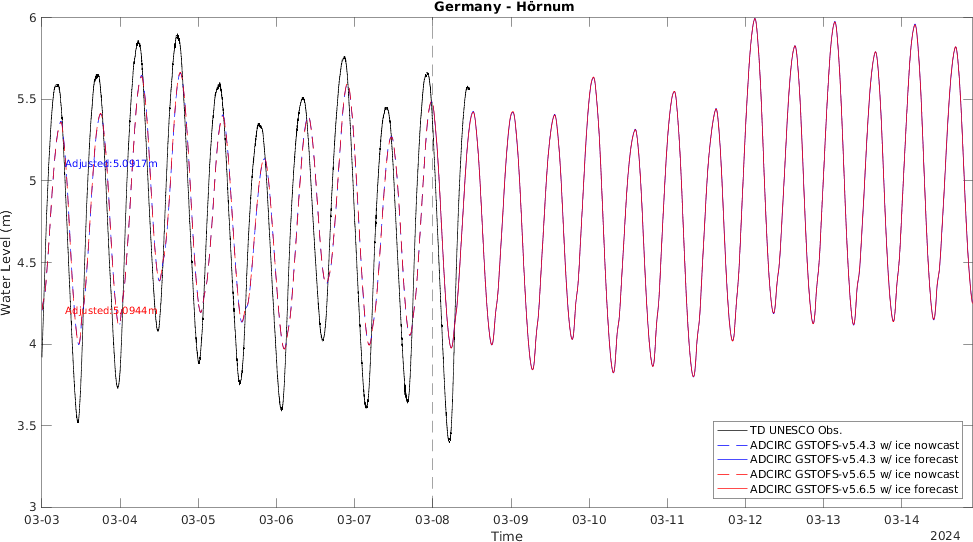 Germany - Hörnum
6
5.5
5
4.5
4
3.5
3
Water Level (m)
Adjusted:5.0917m
Adjusted:5.0944m
TD UNESCO Obs.
ADCIRC GSTOFS-v5.4.3 w/ ice nowcast
ADCIRC GSTOFS-v5.4.3 w/ ice forecast
ADCIRC GSTOFS-v5.6.5 w/ ice nowcast
ADCIRC GSTOFS-v5.6.5 w/ ice forecast
03-03 03-04 03-05 03-06 03-07 03-08 03-09 03-10 03-11 03-12 03-13 03-14
Time
2024